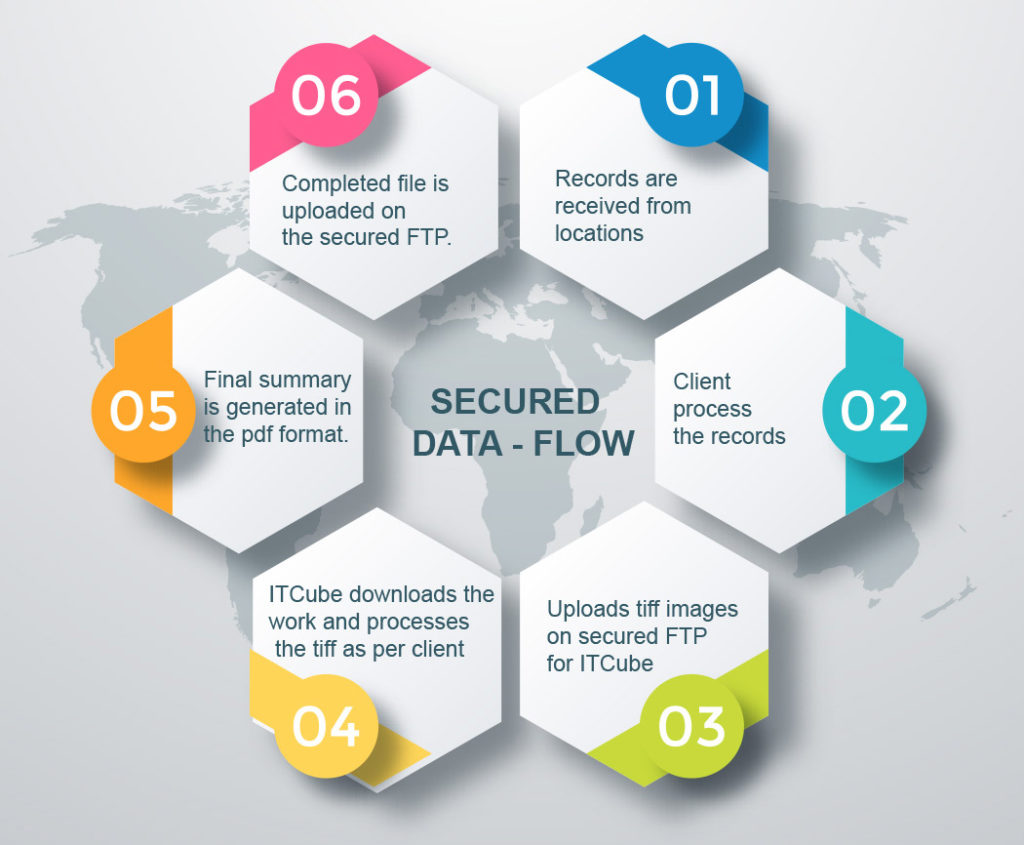 01
Records are
received from
locations
02
Client
process
the records
03
Uploads tiff images
on secured FTP
for ITCube
04
ITCube downloads the
work and processes
the tiff as per client
05
Final summary
is generated in
the pdf format.
06
Completed file is
uploaded on
the secured FTP.
SECURED
DATA - FLOW